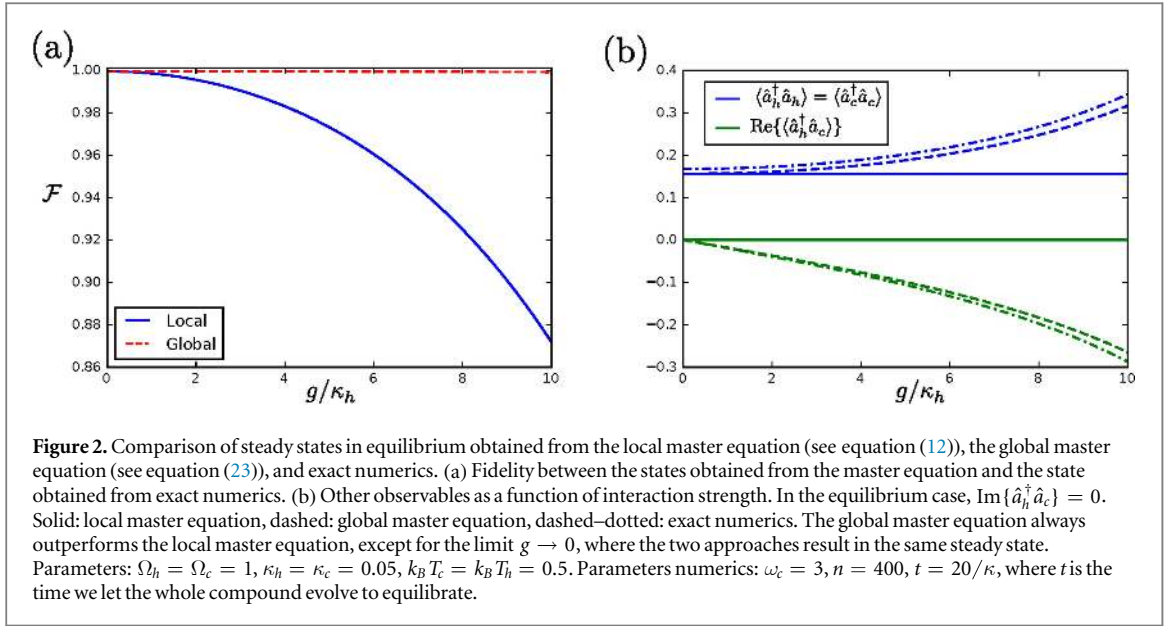 (a)
1.00
0.98
0.96
0.94
0.92
0.90
0.88
0.86
F
Local
Global
0 2 4 6 8 10
g/κ_h
(b)
0.4
0.3
0.2
0.1
0.0
−0.1
−0.2
−0.3
⟨â_h^† â_h⟩ = ⟨â_c^† â_c⟩
Re{⟨â_h^† â_c⟩}
0 2 4 6 8 10
g/κ_h
Figure 2. Comparison of steady states in equilibrium obtained from the local master equation (see equation (12)), the global master
equation (see equation (23)), and exact numerics. (a) Fidelity between the states obtained from the master equation and the state
obtained from exact numerics. (b) Other observables as a function of interaction strength. In the equilibrium case, Im{â_h^† â_c} = 0.
Solid: local master equation, dashed: global master equation, dashed–dotted: exact numerics. The global master equation always
outperforms the local master equation, except for the limit g → 0, where the two approaches result in the same steady state.
Parameters: Ω_h = Ω_c = 1, κ_h = κ_c = 0.05, k_B T_c = k_B T_h = 0.5. Parameters numerics: ω_c = 3, n = 400, t = 20/κ, where t is the
time we let the whole compound evolve to equilibrate.